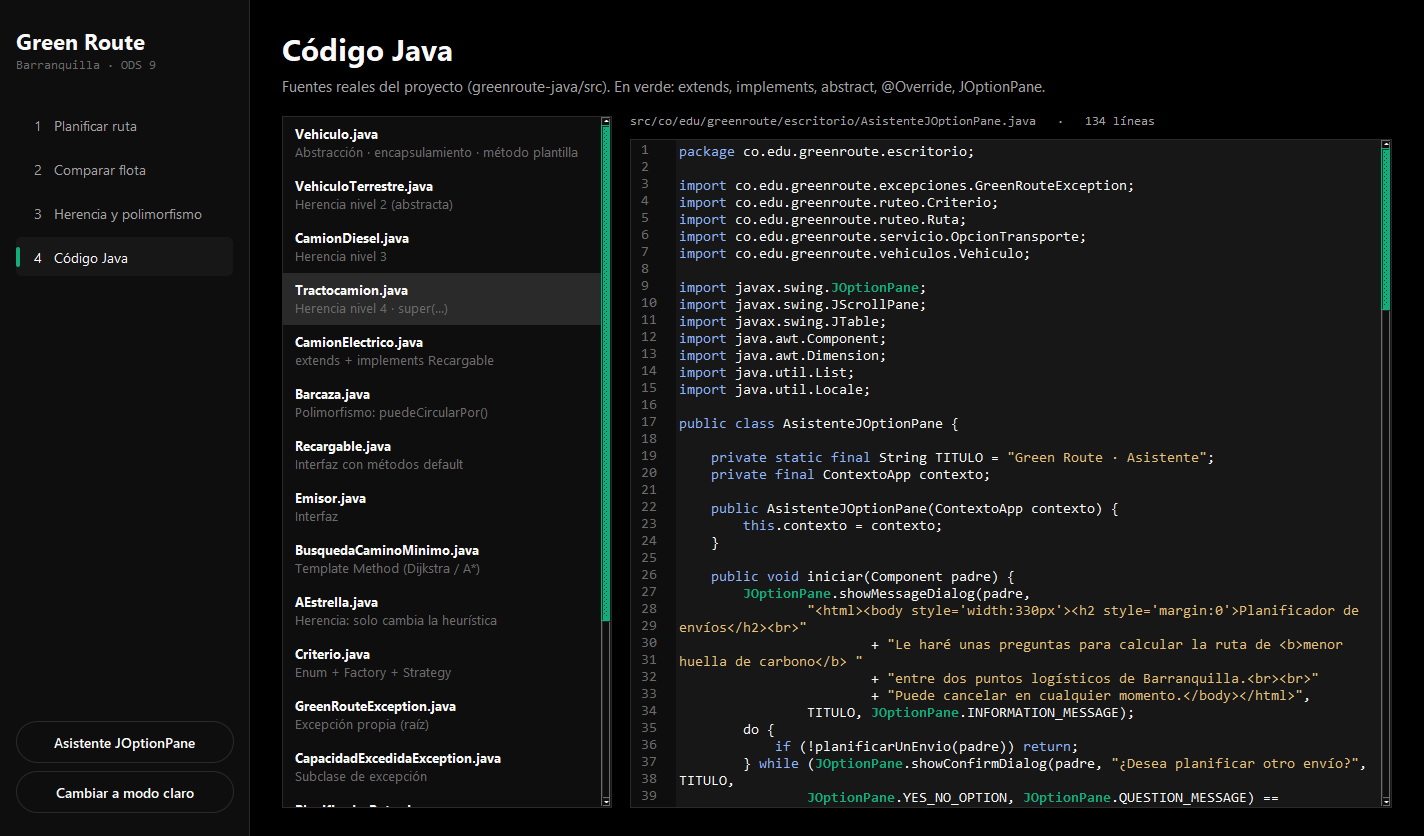 Green Route
Barranquilla · ODS 9
1 Planificar ruta
2 Comparar flota
3 Herencia y polimorfismo
4 Código Java
Asistente JOptionPane
Cambiar a modo claro
Código Java
Fuentes reales del proyecto (greenroute-java/src). En verde: extends, implements, abstract, @Override, JOptionPane.
Vehiculo.java
Abstracción · encapsulamiento · método plantilla
VehiculoTerrestre.java
Herencia nivel 2 (abstracta)
CamionDiesel.java
Herencia nivel 3
Tractocamion.java
Herencia nivel 4 · super(...)
CamionElectrico.java
extends + implements Recargable
Barcaza.java
Polimorfismo: puedeCircularPor()
Recargable.java
Interfaz con métodos default
Emisor.java
Interfaz
BusquedaCaminoMinimo.java
Template Method (Dijkstra / A*)
AEstrella.java
Herencia: solo cambia la heurística
Criterio.java
Enum + Factory + Strategy
GreenRouteException.java
Excepción propia (raíz)
CapacidadExcedidaException.java
Subclase de excepción
src/co/edu/greenroute/escritorio/AsistenteJOptionPane.java · 134 líneas
1 package co.edu.greenroute.escritorio;
2
3 import co.edu.greenroute.excepciones.GreenRouteException;
4 import co.edu.greenroute.ruteo.Criterio;
5 import co.edu.greenroute.ruteo.Ruta;
6 import co.edu.greenroute.servicio.OpcionTransporte;
7 import co.edu.greenroute.vehiculos.Vehiculo;
8
9 import javax.swing.JOptionPane;
10 import javax.swing.JScrollPane;
11 import javax.swing.JTable;
12 import java.awt.Component;
13 import java.awt.Dimension;
14 import java.util.List;
15 import java.util.Locale;
16
17 public class AsistenteJOptionPane {
18
19 private static final String TITULO = "Green Route · Asistente";
20 private final ContextoApp contexto;
21
22 public AsistenteJOptionPane(ContextoApp contexto) {
23 this.contexto = contexto;
24 }
25
26 public void iniciar(Component padre) {
27 JOptionPane.showMessageDialog(padre,
28 "<html><body style='width:330px'><h2 style='margin:0'>Planificador de
29 envíos</h2><br>"
30 + "Le haré unas preguntas para calcular la ruta de <b>menor
31 huella de carbono</b> "
32 + "entre dos puntos logísticos de Barranquilla.<br><br>"
33 + "Puede cancelar en cualquier momento.</body></html>",
34 TITULO, JOptionPane.INFORMATION_MESSAGE);
35 do {
36 if (!planificarUnEnvio(padre)) return;
37 } while (JOptionPane.showConfirmDialog(padre, "¿Desea planificar otro envío?",
38 TITULO,
39 JOptionPane.YES_NO_OPTION, JOptionPane.QUESTION_MESSAGE) ==